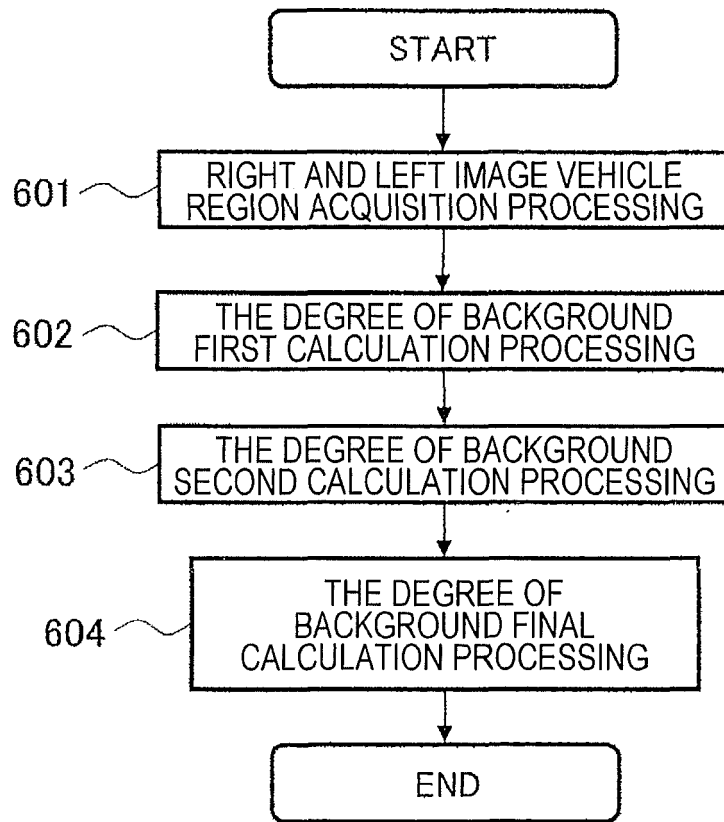 START
601
RIGHT AND LEFT IMAGE VEHICLE
REGION ACQUISITION PROCESSING
602
THE DEGREE OF BACKGROUND
FIRST CALCULATION PROCESSING
603
THE DEGREE OF BACKGROUND
SECOND CALCULATION PROCESSING
604
THE DEGREE OF
BACKGROUND FINAL
CALCULATION PROCESSING
END